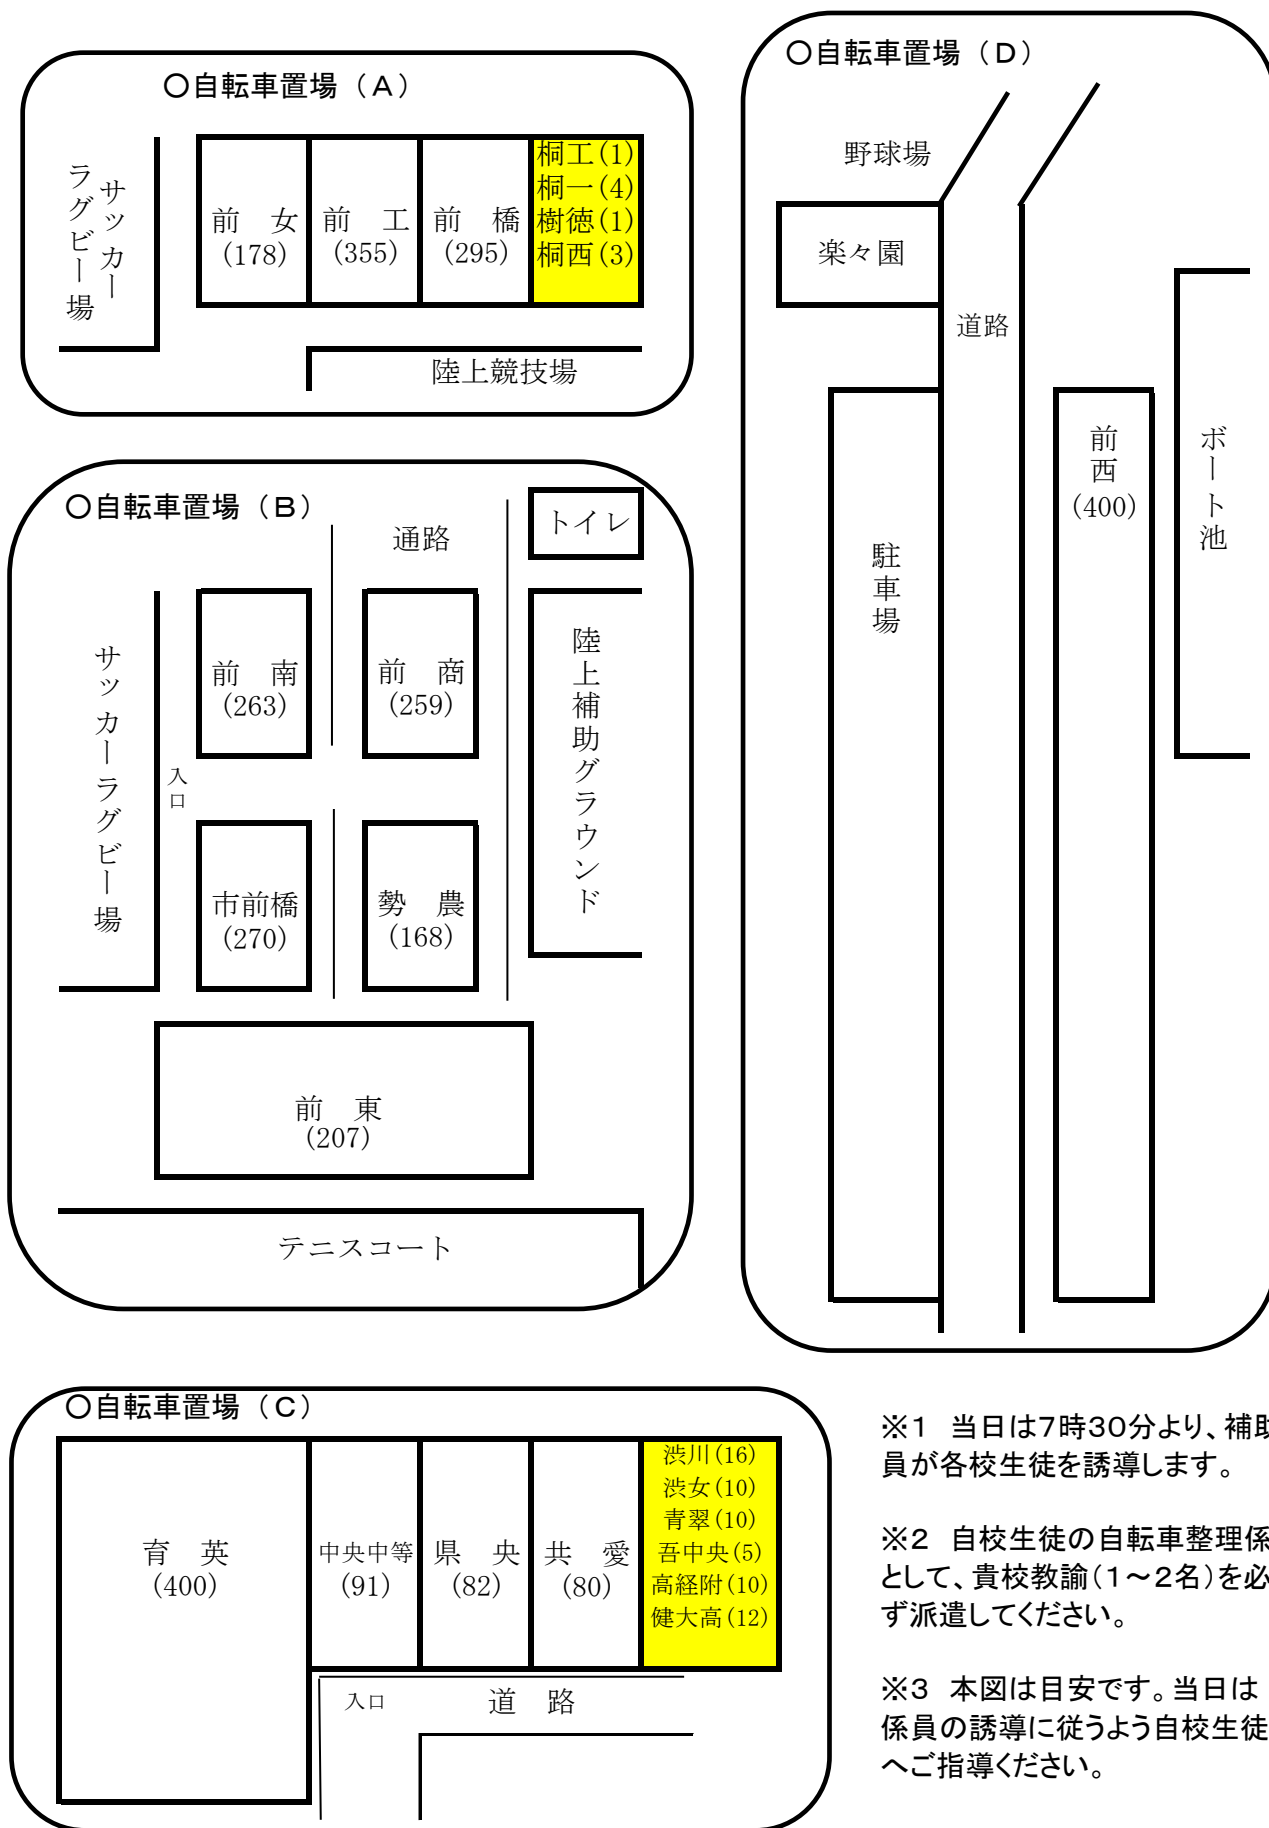 ○自転車置場（A）
サッカー
ラグビー場
前　女
(178)
前　工
(355)
前　橋
(295)
桐工(1)
桐一(4)
樹徳(1)
桐西(3)
陸上競技場
○自転車置場（B）
通路
トイレ
サッカーラグビー場
入口
前　南
(263)
前　商
(259)
陸上補助グラウンド
市前橋
(270)
勢　農
(168)
前　東
(207)
テニスコート
○自転車置場（C）
育　英
(400)
中央中等
(91)
県　央
(82)
共　愛
(80)
渋川(16)
渋女(10)
青翠(10)
吾中央(5)
高経附(10)
健大高(12)
入口
道　路
○自転車置場（D）
野球場
楽々園
道路
駐車場
前西
(400)
ボート池
※1　当日は7時30分より、補助
員が各校生徒を誘導します。
※2　自校生徒の自転車整理係
として、貴校教諭（1～2名）を必
ず派遣してください。
※3　本図は目安です。当日は
係員の誘導に従うよう自校生徒
へご指導ください。